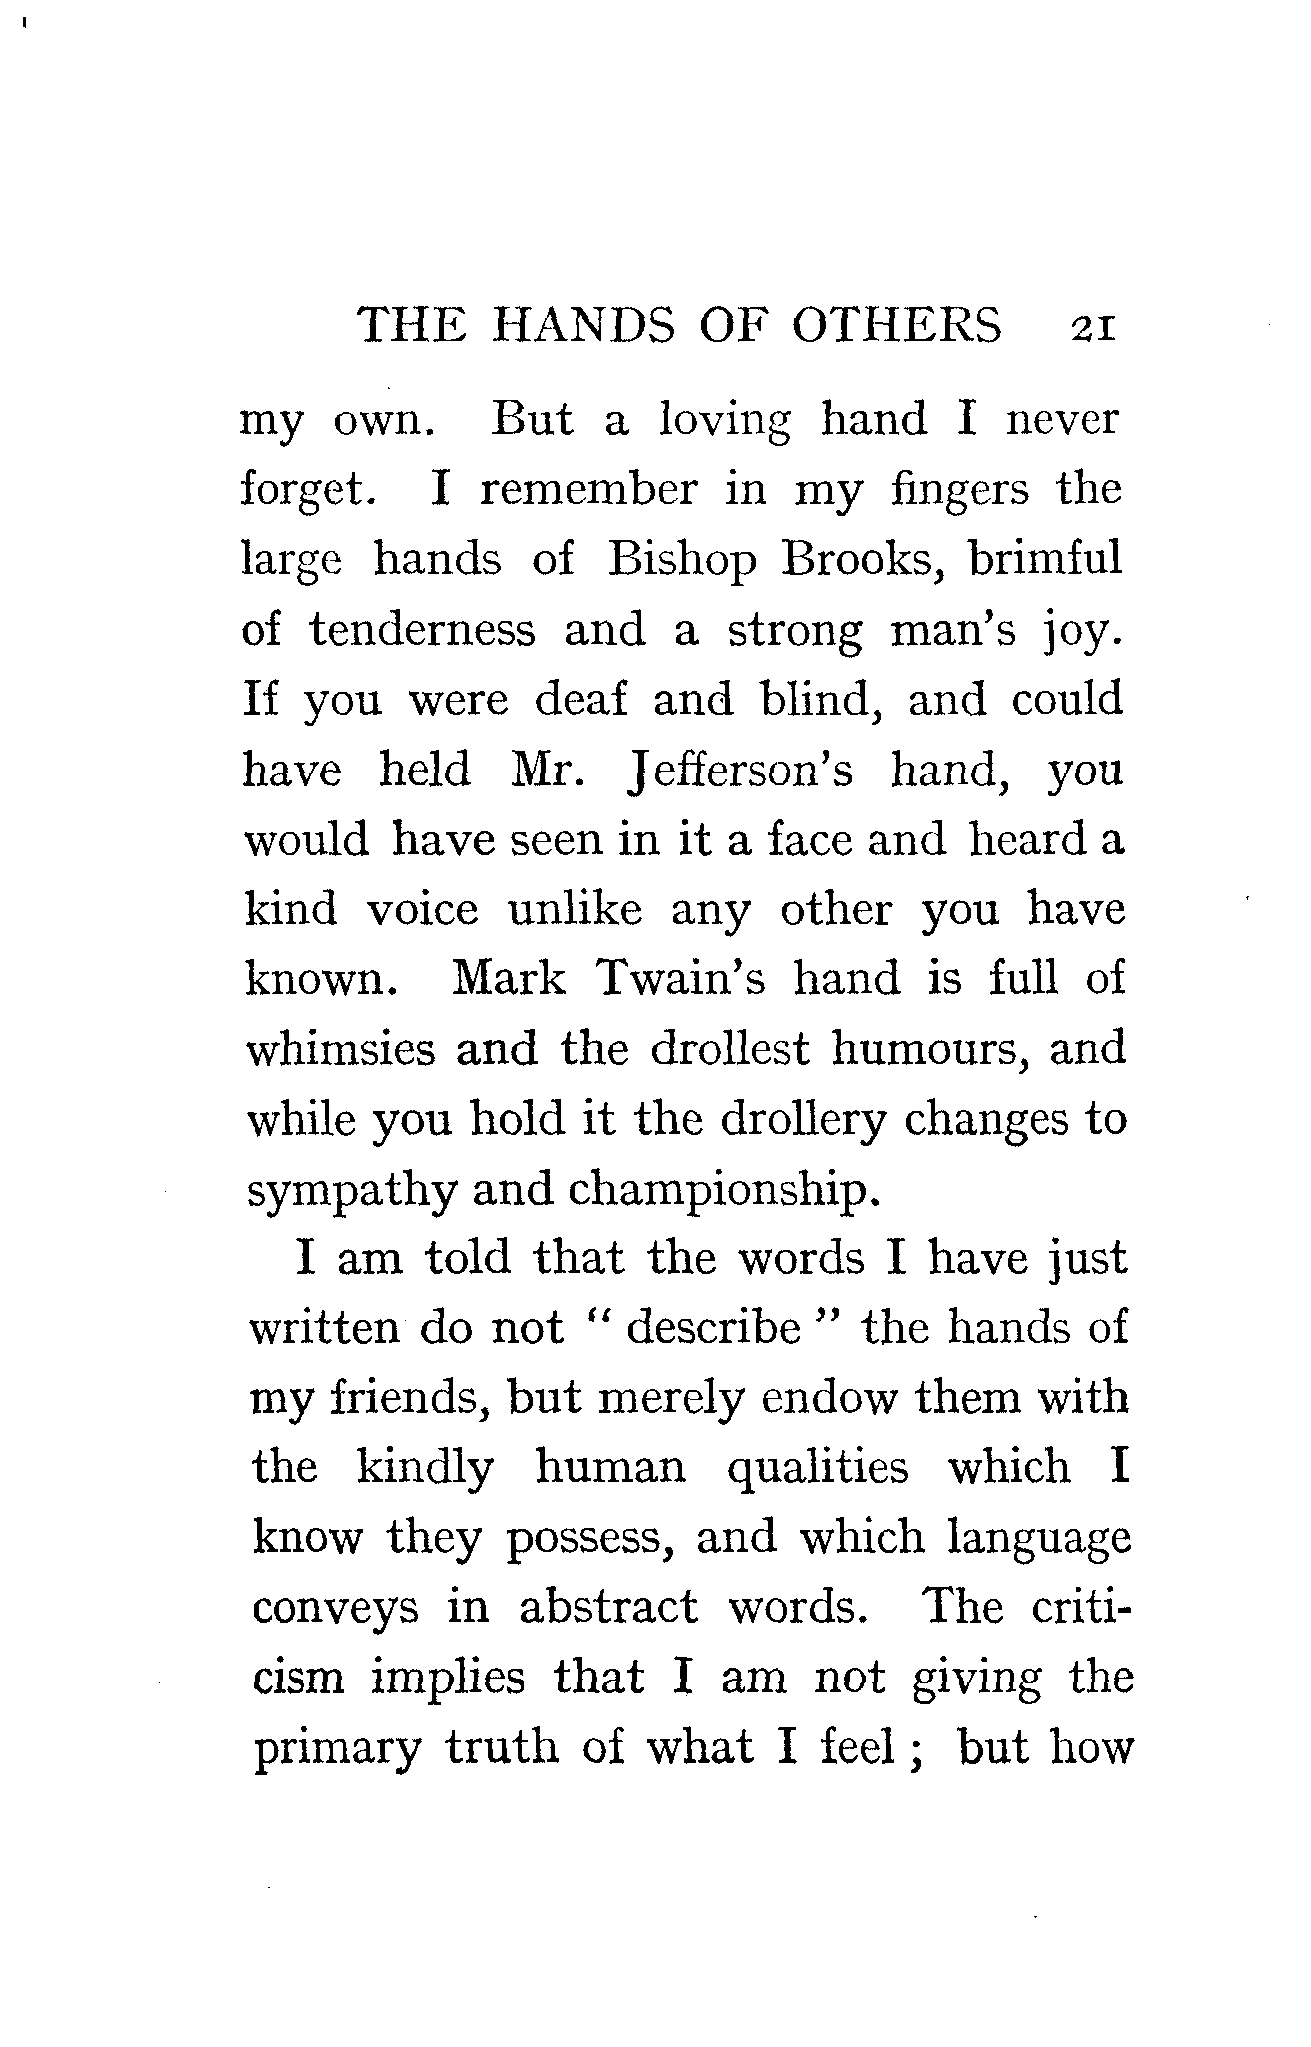 THE HANDS OF OTHERS 21
my own. But a loving hand I never
forget. I remember in my fingers the
large hands of Bishop Brooks, brimful
of tenderness and a strong man's joy.
If you were deaf and blind, and could
have held Mr. Jefferson's hand, you
would have seen in it a face and heard a
kind voice unlike any other you have
known. Mark Twain's hand is full of
whimsies and the drollest humours, and
while you hold it the drollery changes to
sympathy and championship.
I am told that the words I have just
written do not “ describe ” the hands of
my friends, but merely endow them with
the kindly human qualities which I
know they possess, and which language
conveys in abstract words. The criti-
cism implies that I am not giving the
primary truth of what I feel ; but how